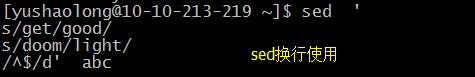 [yushaolong@10-10-213-219 ~]$ sed  '
s/get/good/
s/doom/light/
/^$/d'  abc
sed换行使用